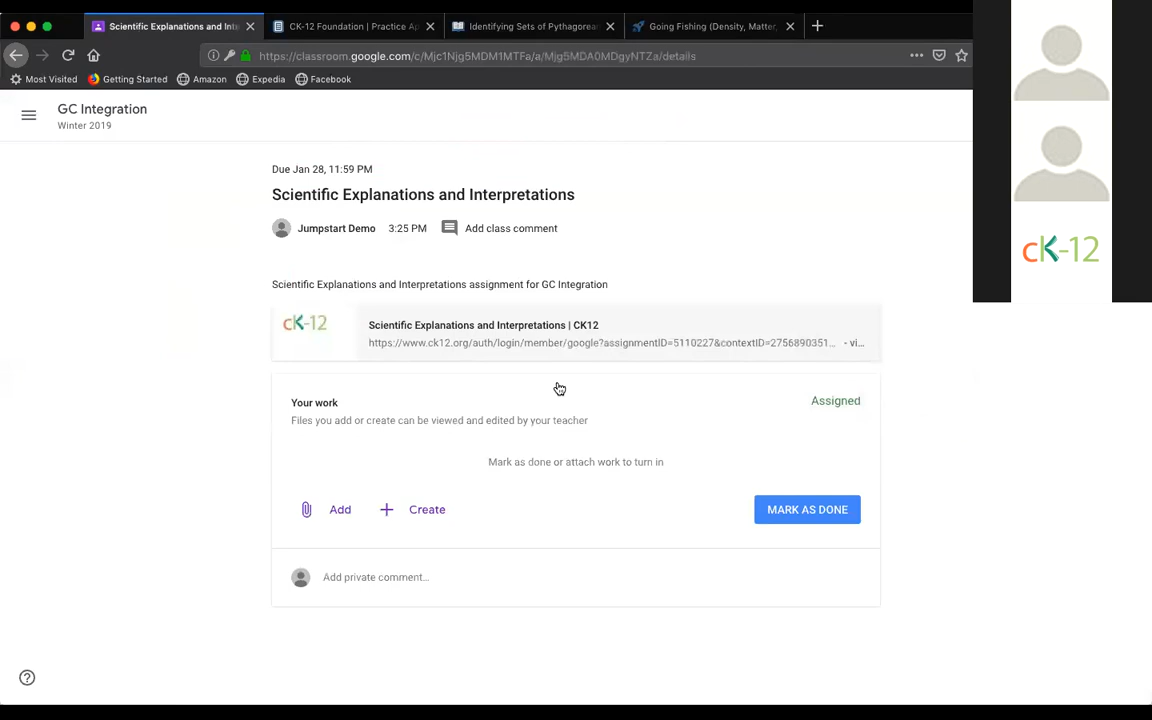 Scientific Explanations and Inte
CK-12 Foundation | Practice Ap
Identifying Sets of Pythagorean
Going Fishing (Density, Matter,
https://classroom.google.com/c/Mjc1Njg5MDM1MTFa/a/Mjg5MDA0MDgyNTZa/details
Most Visited
Getting Started
Amazon
Expedia
Facebook
GC Integration
Winter 2019
cK-12
Due Jan 28, 11:59 PM
Scientific Explanations and Interpretations
Jumpstart Demo 3:25 PM Add class comment
Scientific Explanations and Interpretations assignment for GC Integration
cK-12
Scientific Explanations and Interpretations | CK12
https://www.ck12.org/auth/login/member/google?assignmentID=5110227&contextID=2756890351... - vi...
Your work
Assigned
Files you add or create can be viewed and edited by your teacher
Mark as done or attach work to turn in
Add
Create
MARK AS DONE
Add private comment...